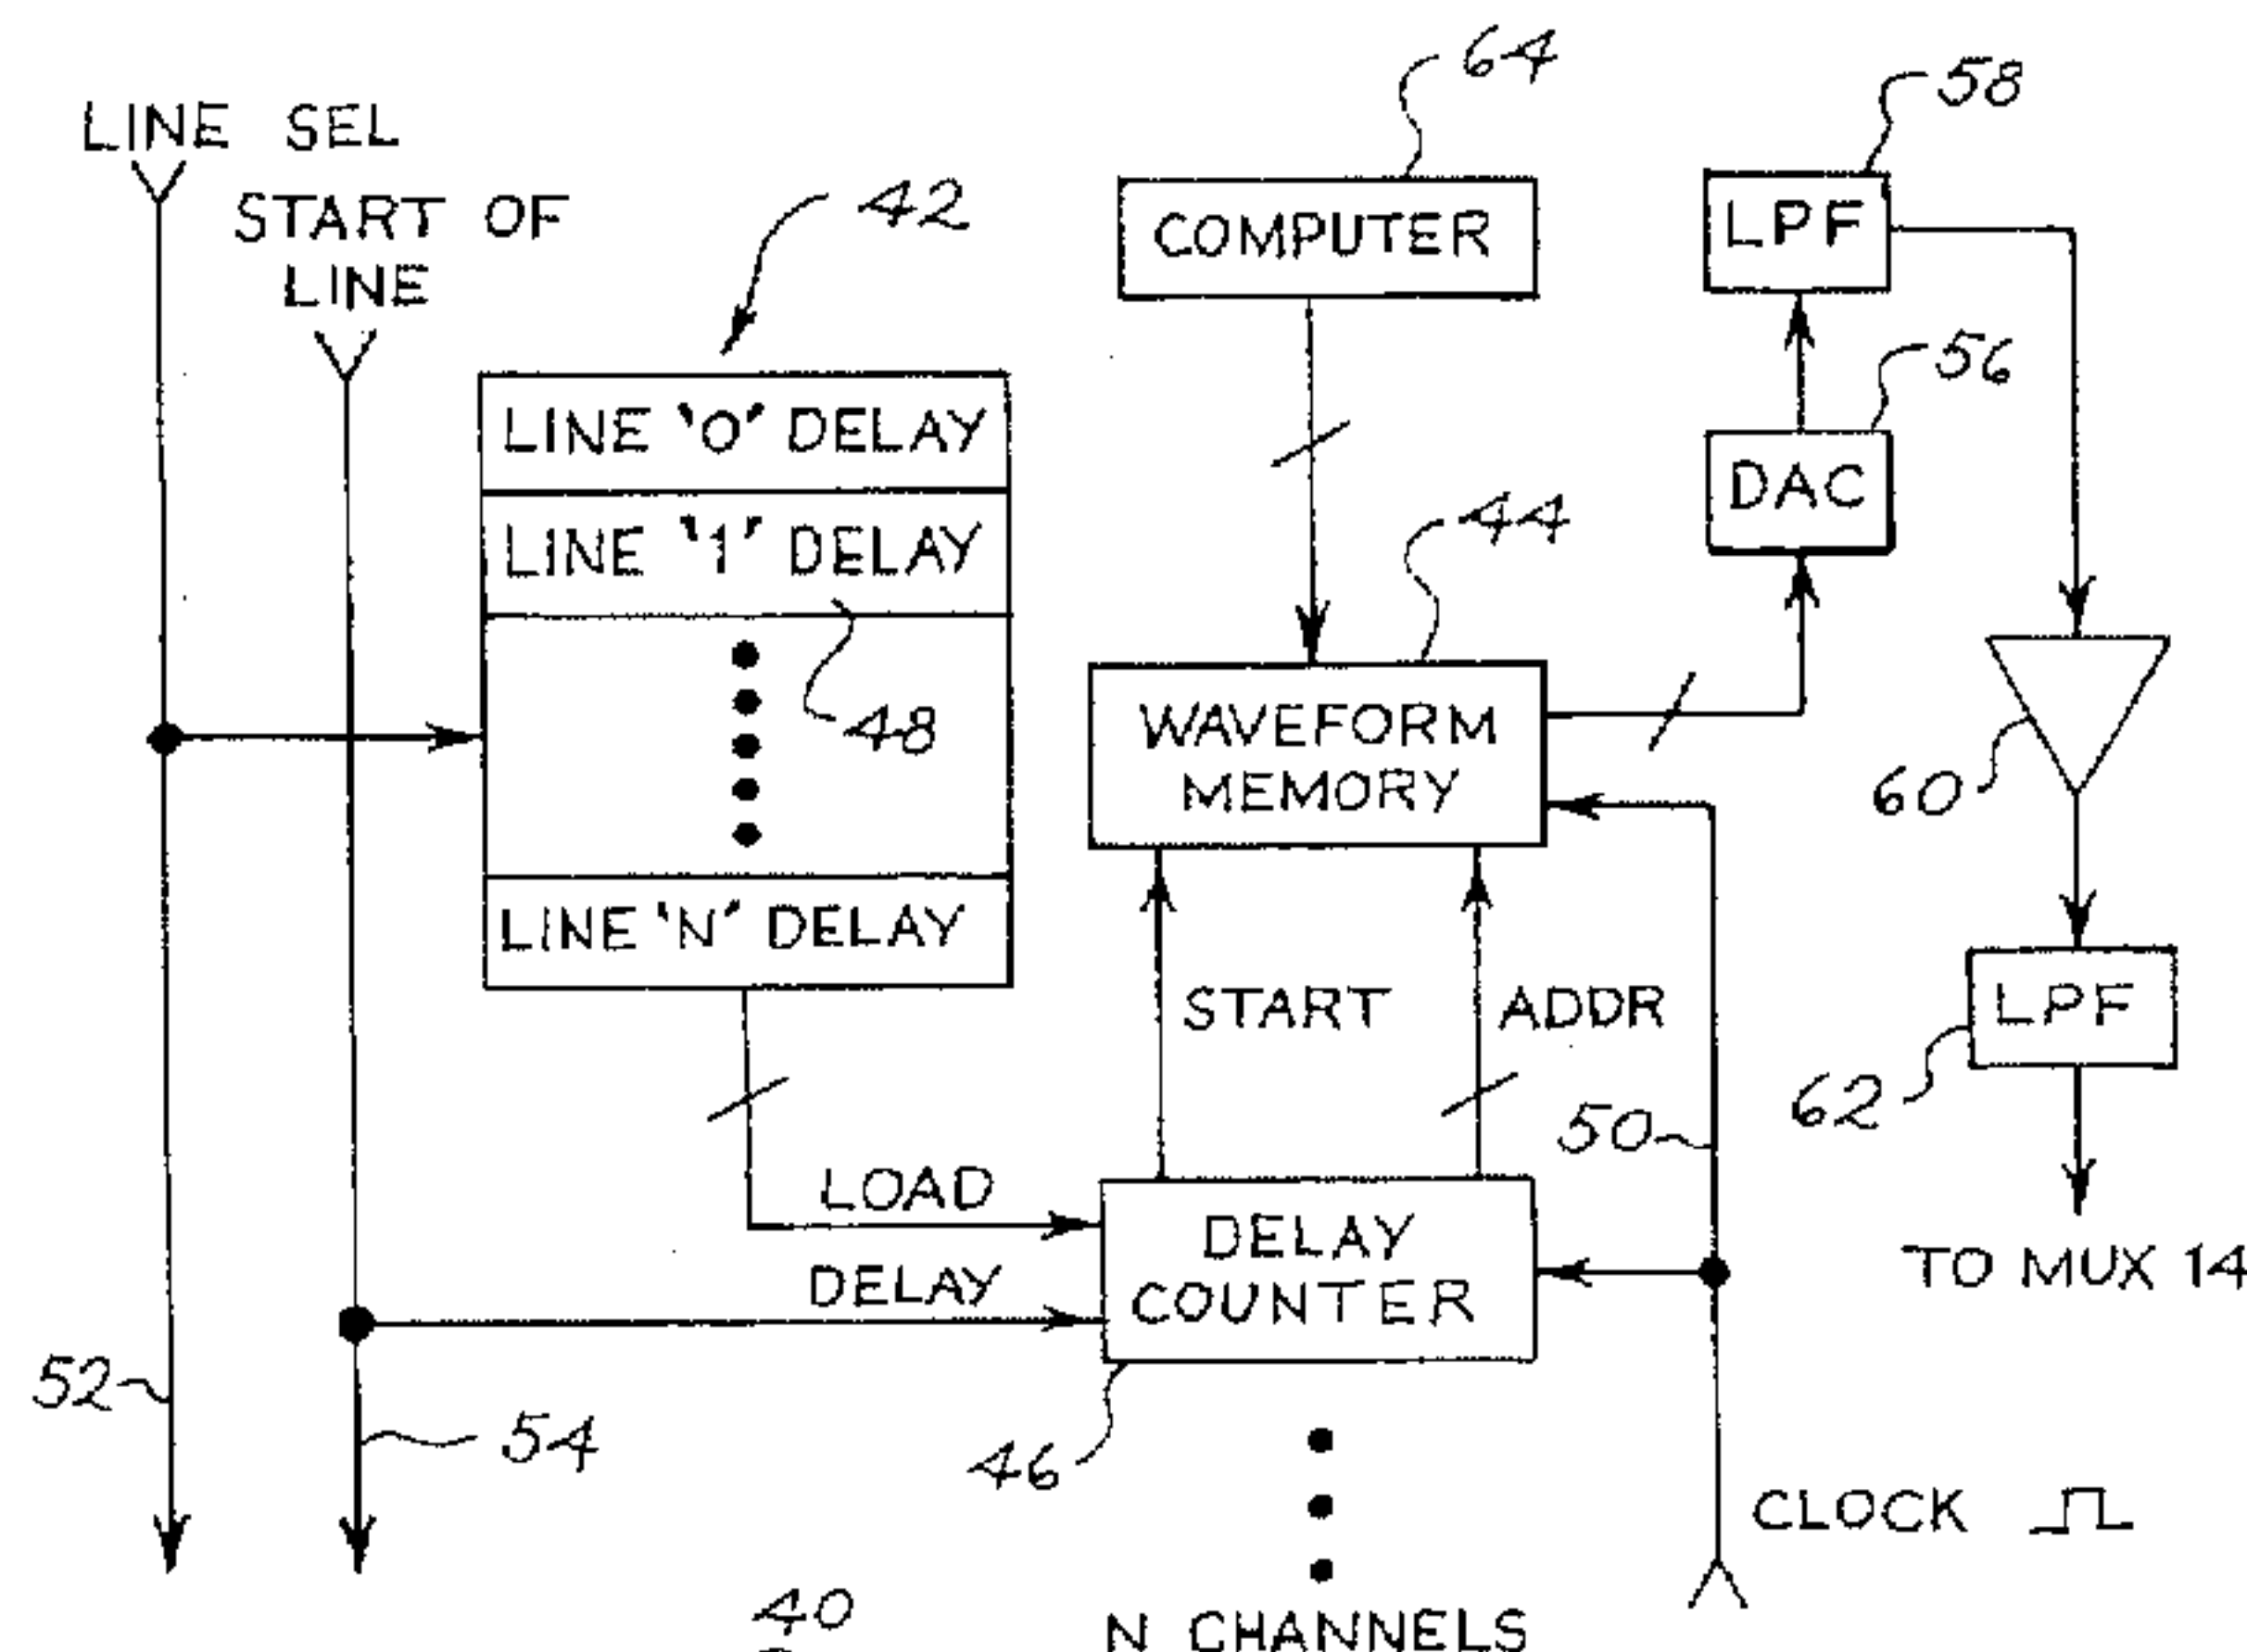 64
58
LINE SEL
START OF
LINE
42
COMPUTER
LPF
56
LINE '0' DELAY
DAC
LINE '1' DELAY
44
48
WAVEFORM
MEMORY
60
LINE 'N' DELAY
START
ADDR
LPF
50
62
LOAD
DELAY
COUNTER
TO MUX 14
DELAY
52
54
46
CLOCK
40
N CHANNELS